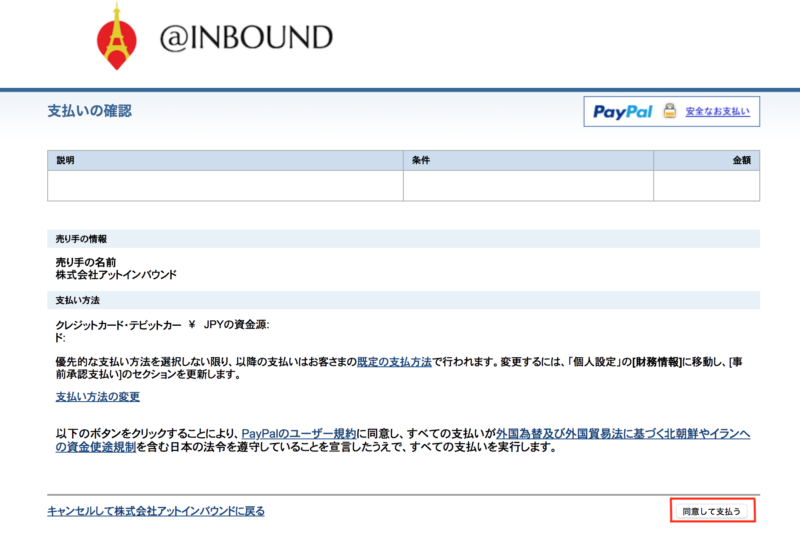 @INBOUND
支払いの確認
PayPal 安全なお支払い
説明 条件 金額
売り手の情報
売り手の名前
株式会社アットインバウンド
支払い方法
クレジットカード・デビットカー ¥ JPYの資金源:
ド:
優先的な支払い方法を選択しない限り、以降の支払いはお客さまの既定の支払方法で行われます。変更するには、「個人設定」の[財務情報]に移動し、[事
前承認支払い]のセクションを更新します。
支払い方法の変更
以下のボタンをクリックすることにより、PayPalのユーザー規約に同意し、すべての支払いが外国為替及び外国貿易法に基づく北朝鮮やイランへ
の資金使途規制を含む日本の法令を遵守していることを宣言したうえで、すべての支払いを実行します。
キャンセルして株式会社アットインバウンドに戻る
同意して支払う